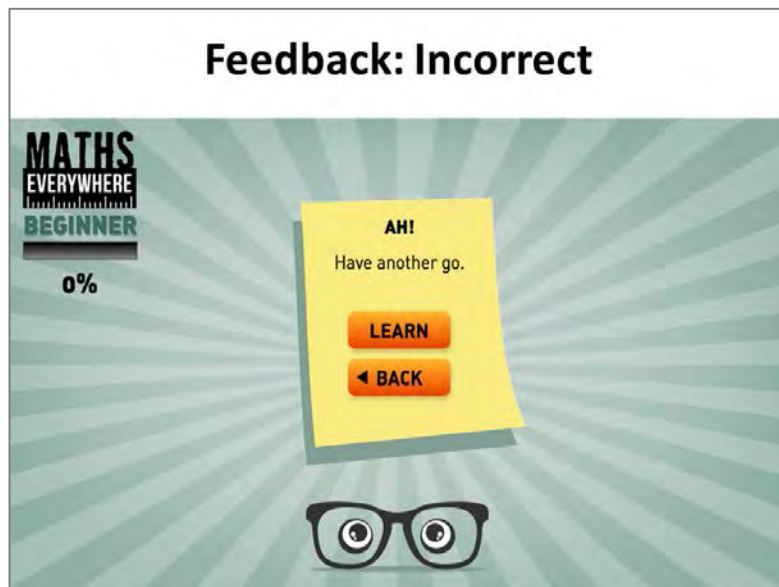 Feedback: Incorrect
MATHS
EVERYWHERE
BEGINNER
0%
AH!
Have another go.
LEARN
BACK